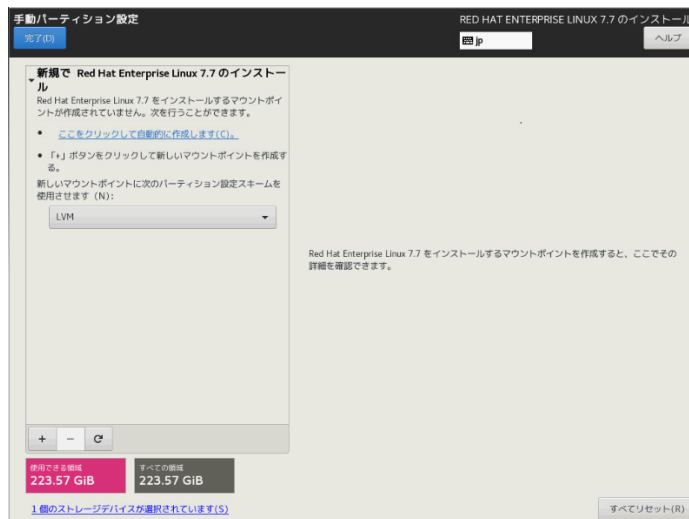 手動パーティション設定
RED HAT ENTERPRISE LINUX 7.7 のインストール
完了(D)
jp
ヘルプ
新規で Red Hat Enterprise Linux 7.7 のインストー
ル
Red Hat Enterprise Linux 7.7 をインストールするマウントポイ
ントが作成されていません。次を行うことができます。
• ここをクリックして自動的に作成します(C)。
• 「+」ボタンをクリックして新しいマウントポイントを作成す
る。
新しいマウントポイントに次のパーティション設定スキームを
使用させます (N):
LVM
Red Hat Enterprise Linux 7.7 をインストールするマウントポイントを作成すると、ここでその
詳細を確認できます。
+ −
使用できる領域
223.57 GiB
すべての領域
223.57 GiB
1 個のストレージデバイスが選択されています(S)
すべてリセット(R)